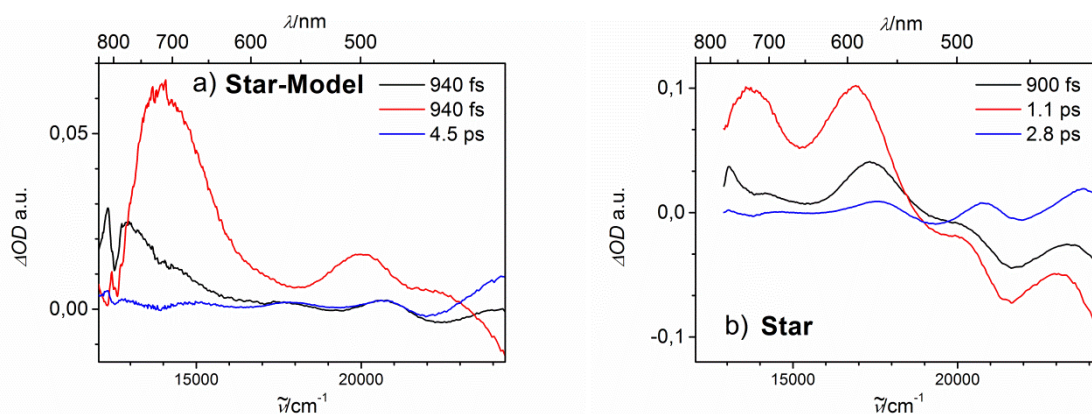 λ/nm
800 700 600 500
a) Star-Model
940 fs
940 fs
4.5 ps
0,05
0,00
ΔOD a.u.
15000 20000
ṽ/cm⁻¹
λ/nm
800 700 600 500
900 fs
1.1 ps
2.8 ps
0,1
0,0
-0,1
ΔOD a.u.
b) Star
15000 20000
ṽ/cm⁻¹